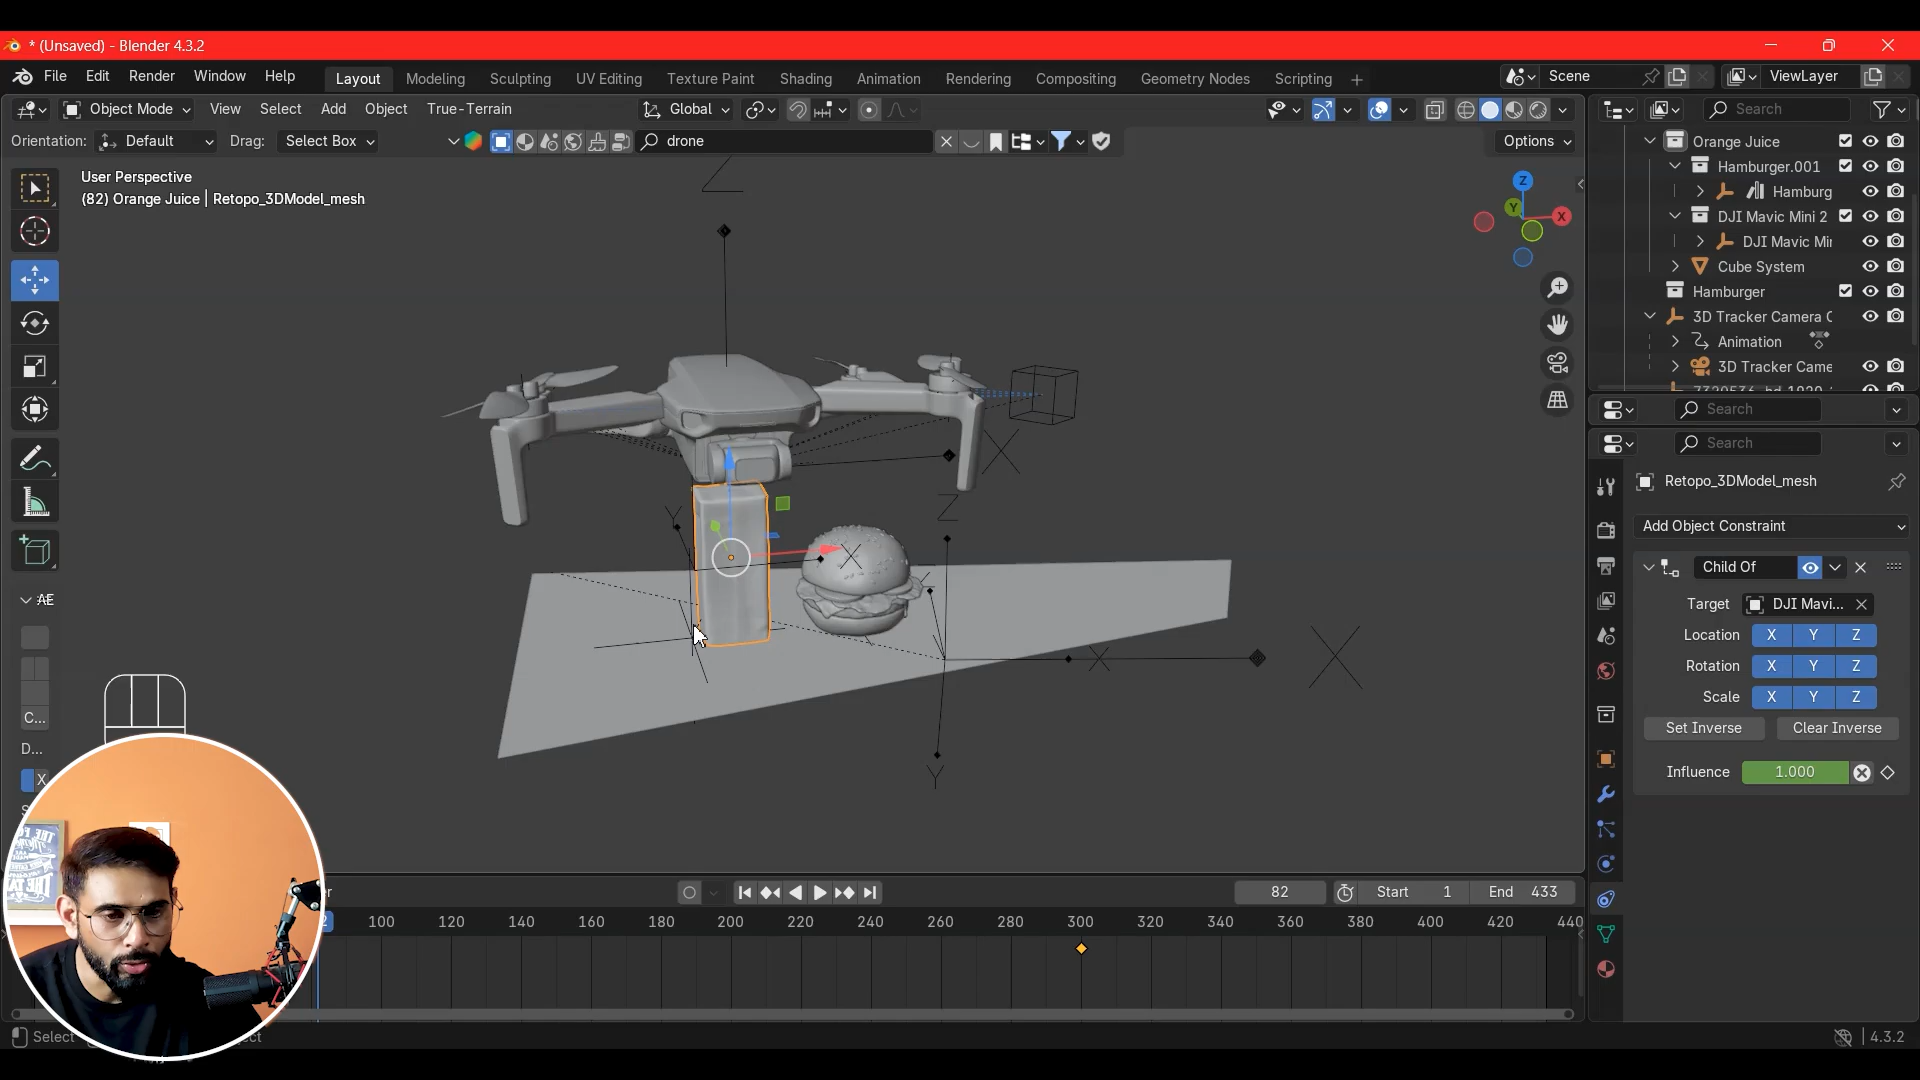 * (Unsaved) - Blender 4.3.2
File Edit Render Window Help
Layout Modeling Sculpting UV Editing Texture Paint Shading Animation Rendering Compositing Geometry Nodes Scripting +
Scene
ViewLayer
Object Mode View Select Add Object True-Terrain
Global
Search
Orientation: Default Drag: Select Box
drone
Options
User Perspective
(82) Orange Juice | Retopo_3DModel_mesh
Z
X
Y
Orange Juice
Hamburger.001
Hamburg
DJI Mavic Mini 2
DJI Mavic Mi
Cube System
Hamburger
3D Tracker Camera C
Animation
3D Tracker Came
Search
Search
Retopo_3DModel_mesh
Add Object Constraint
Child Of
Target DJI Mavi...
Location X Y Z
Rotation X Y Z
Scale X Y Z
Set Inverse Clear Inverse
Influence 1.000
Z
X
Y
X
Z
X
X
Y
AE
C...
D...
X
82 Start 1 End 433
100 120 140 160 180 200 220 240 260 280 300 320 340 360 380 400 420 440
Select
4.3.2